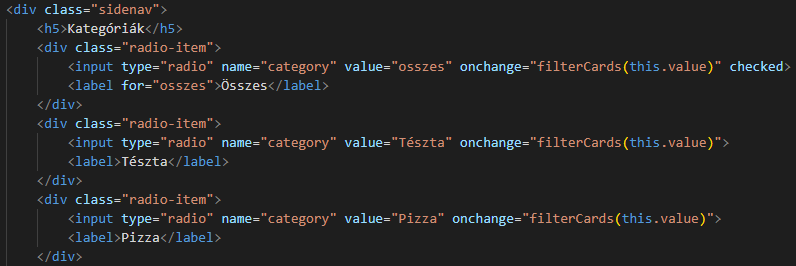 <div class="sidenav">
<h5>Kategóriák</h5>
<div class="radio-item">
<input type="radio" name="category" value="osszes" onchange="filterCards(this.value)" checked>
<label for="osszes">Összes</label>
</div>
<div class="radio-item">
<input type="radio" name="category" value="Tészta" onchange="filterCards(this.value)">
<label>Tészta</label>
</div>
<div class="radio-item">
<input type="radio" name="category" value="Pizza" onchange="filterCards(this.value)">
<label>Pizza</label>
</div>